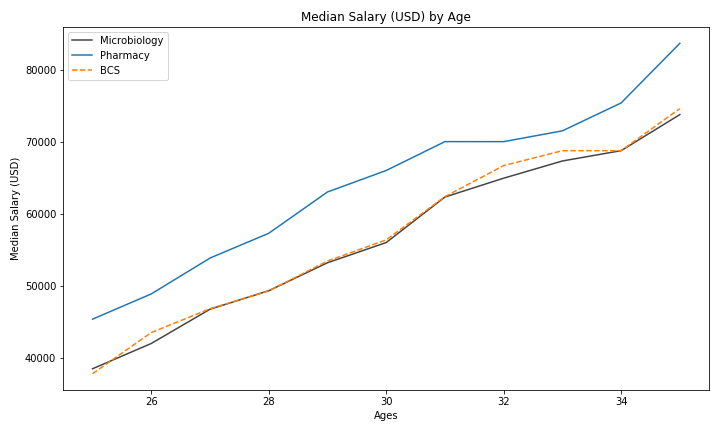 Median Salary (USD) by Age
Microbiology
Pharmacy
BCS
80000
70000
60000
50000
40000
Median Salary (USD)
26 28 30 32 34
Ages